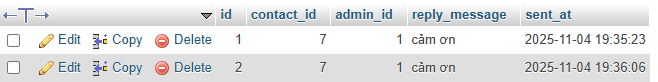 id contact_id admin_id reply_message sent_at
Edit Copy Delete 1 7 1 cảm ơn 2025-11-04 19:35:23
Edit Copy Delete 2 7 1 cảm ơn 2025-11-04 19:36:06